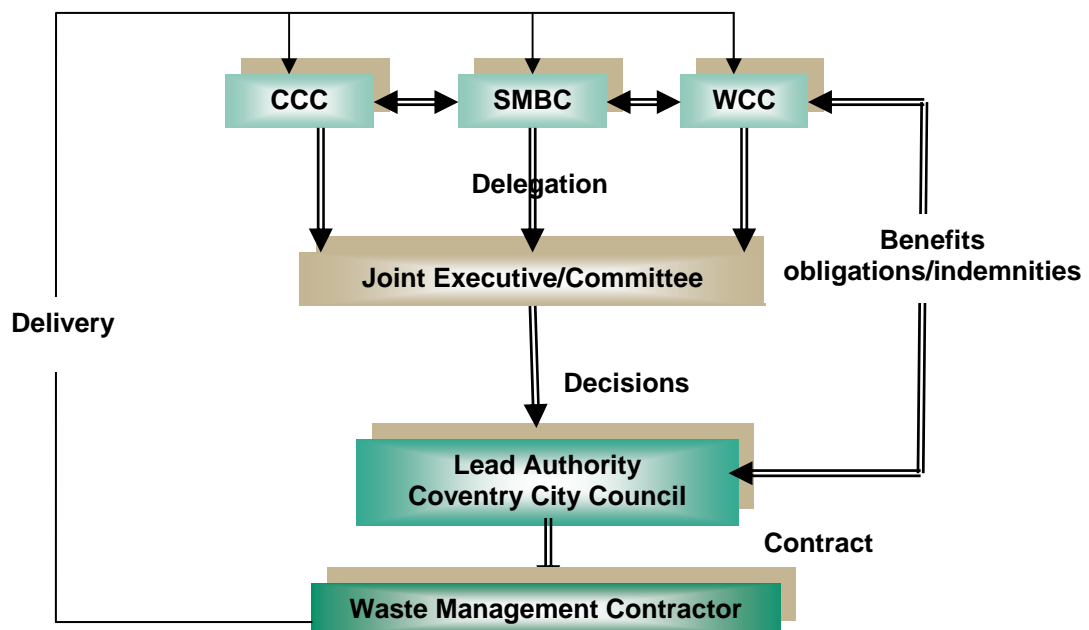 CCC
SMBC
WCC
Delegation
Joint Executive/Committee
Benefits
obligations/indemnities
Delivery
Decisions
Lead Authority
Coventry City Council
Contract
Waste Management Contractor